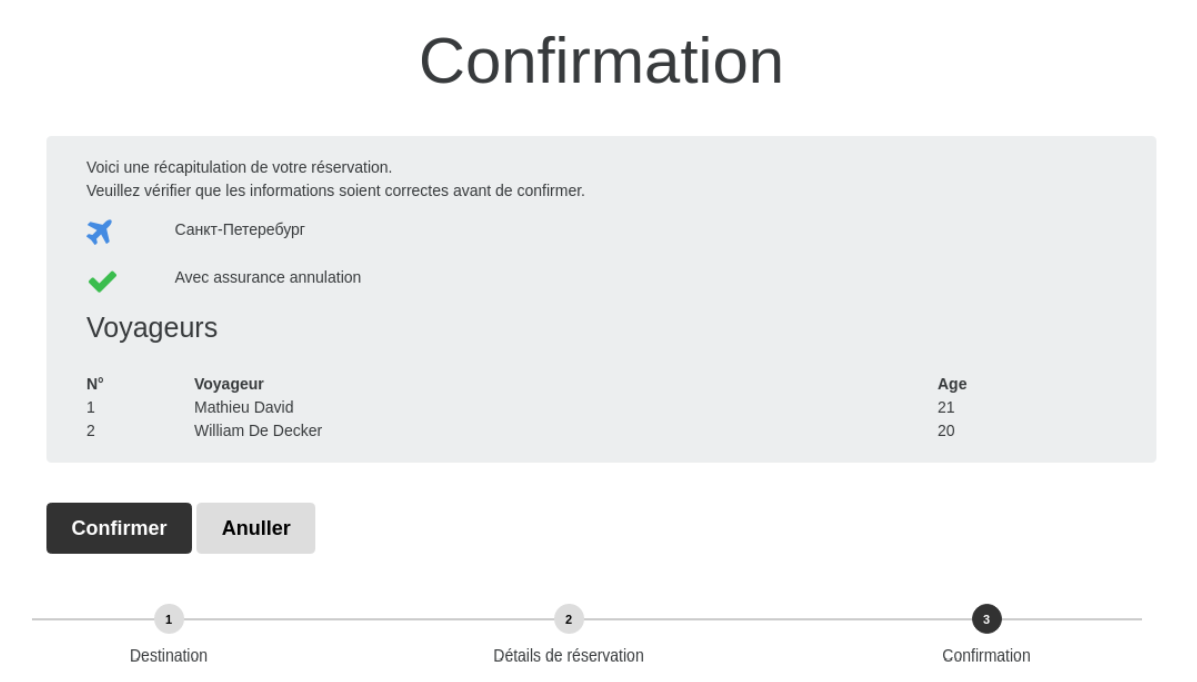 Confirmation
Voici une récapitulation de votre réservation.
Veuillez vérifier que les informations soient correctes avant de confirmer.
Санкт-Петеребург
Avec assurance annulation
Voyageurs
N° Voyageur Age
1 Mathieu David 21
2 William De Decker 20
Confirmer Anuller
1 2 3
Destination Détails de réservation Confirmation